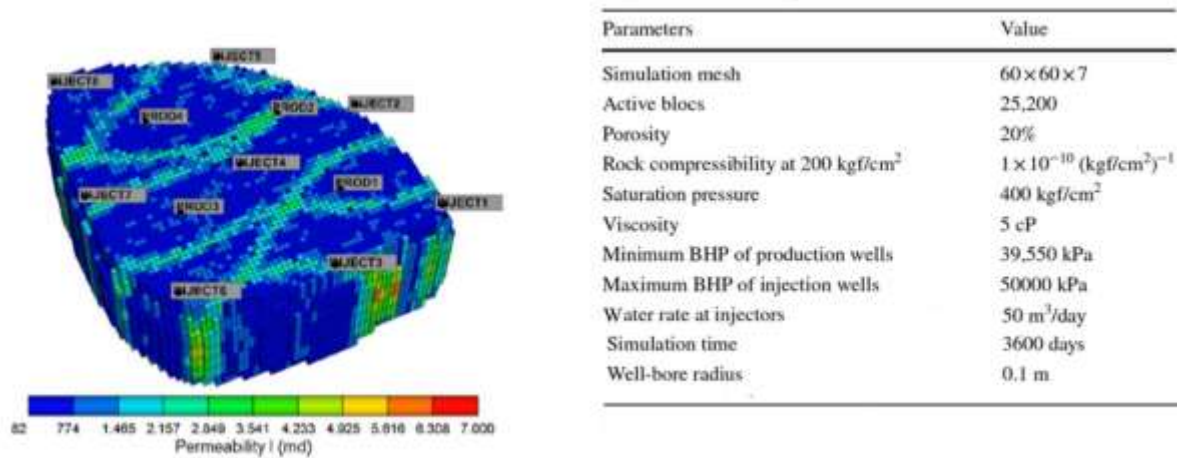 INJECT5
INJECT8
PROD4
PROD2
INJECT2
INJECT4
PROD1
INJECT7
PROD3
INJECT1
INJECT3
INJECT6
82 774 1.465 2.157 2.849 3.541 4.233 4.925 5.616 6.308 7.000
Permeability I (md)
Parameters Value
Simulation mesh 60×60×7
Active blocs 25,200
Porosity 20%
Rock compressibility at 200 kgf/cm² 1×10⁻¹⁰ (kgf/cm²)⁻¹
Saturation pressure 400 kgf/cm²
Viscosity 5 cP
Minimum BHP of production wells 39,550 kPa
Maximum BHP of injection wells 50000 kPa
Water rate at injectors 50 m³/day
Simulation time 3600 days
Well-bore radius 0.1 m